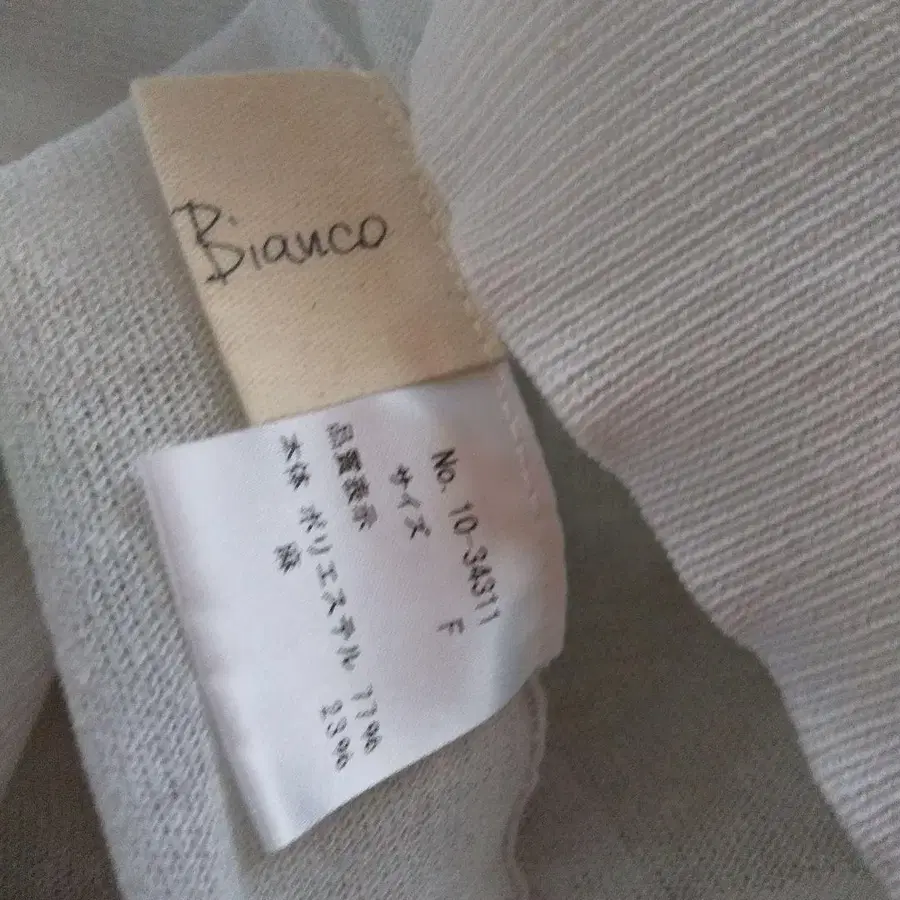 Bianco
No. 10-34311
サイズ F
品質表示
本体 ポリエステル 77%
麻 23%